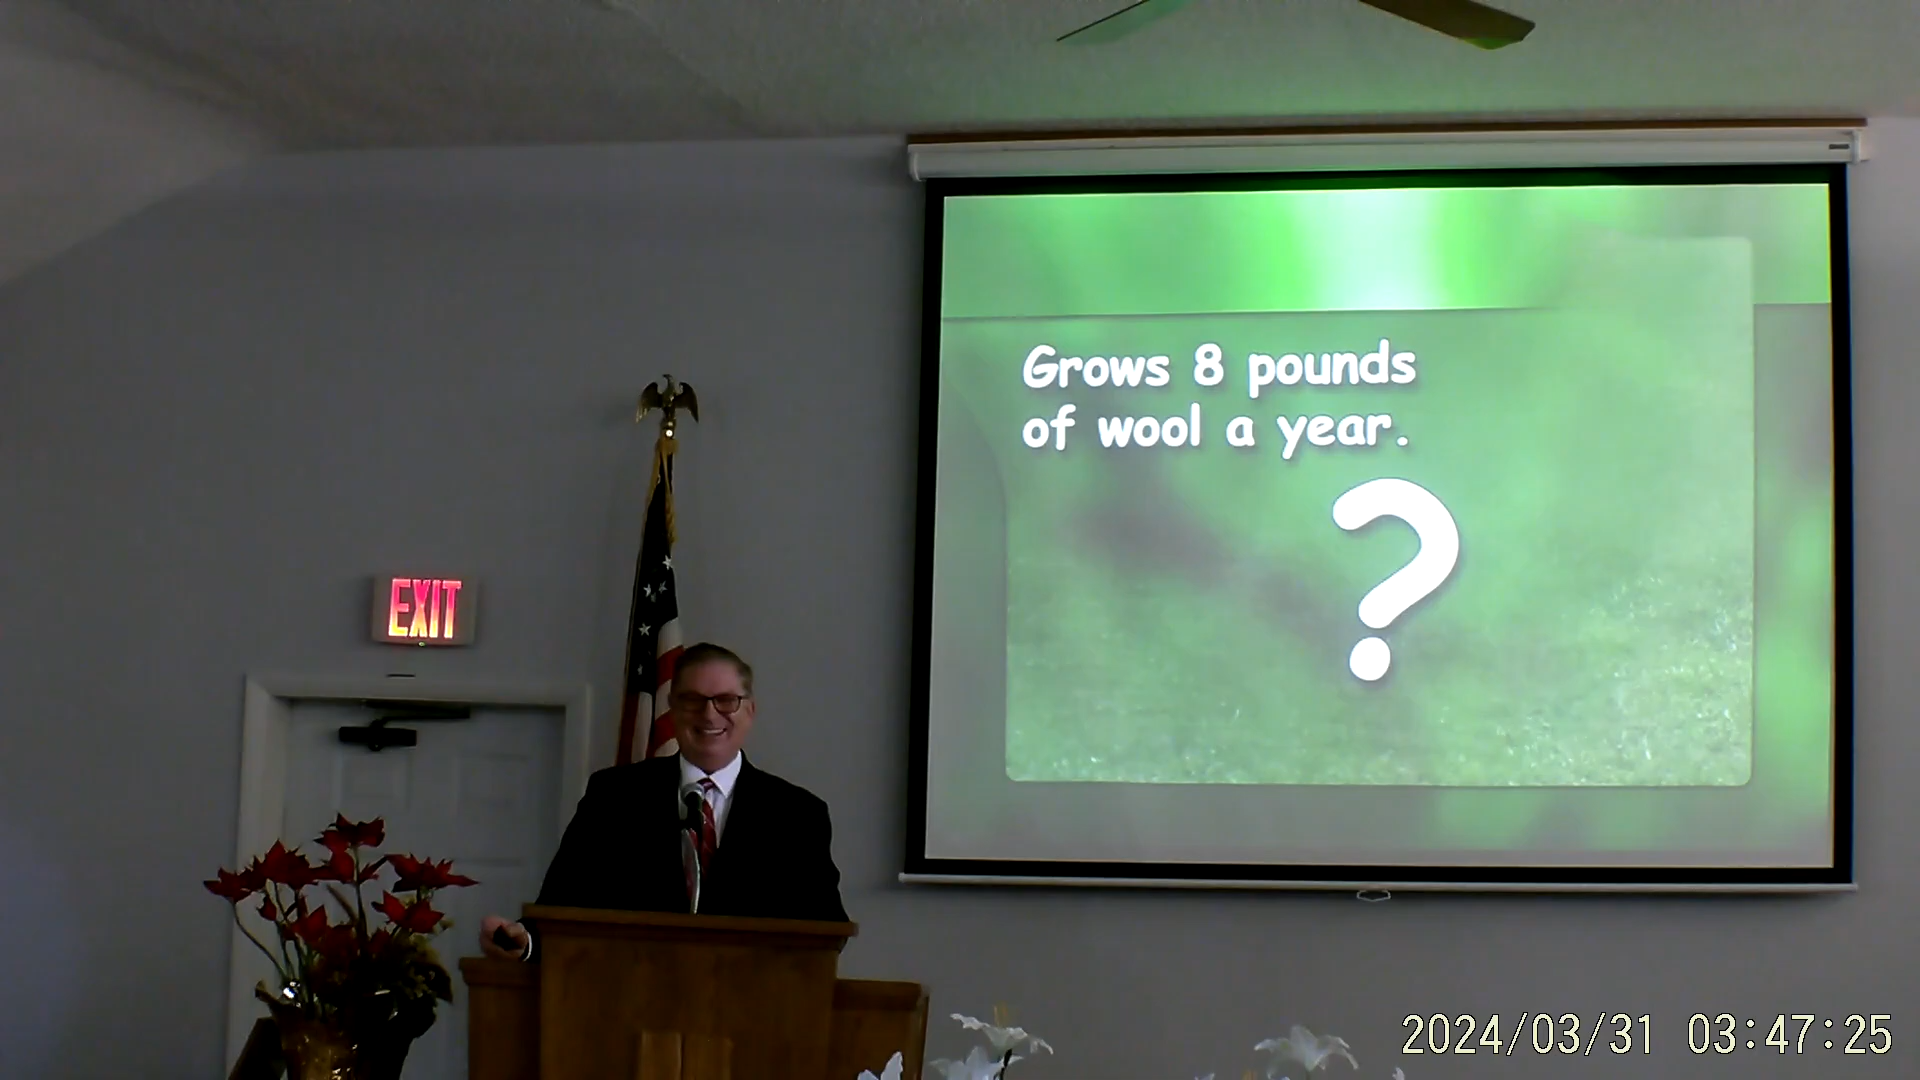 Grows 8 pounds
of wool a year.
?
EXIT
2024/03/31 03:47:25